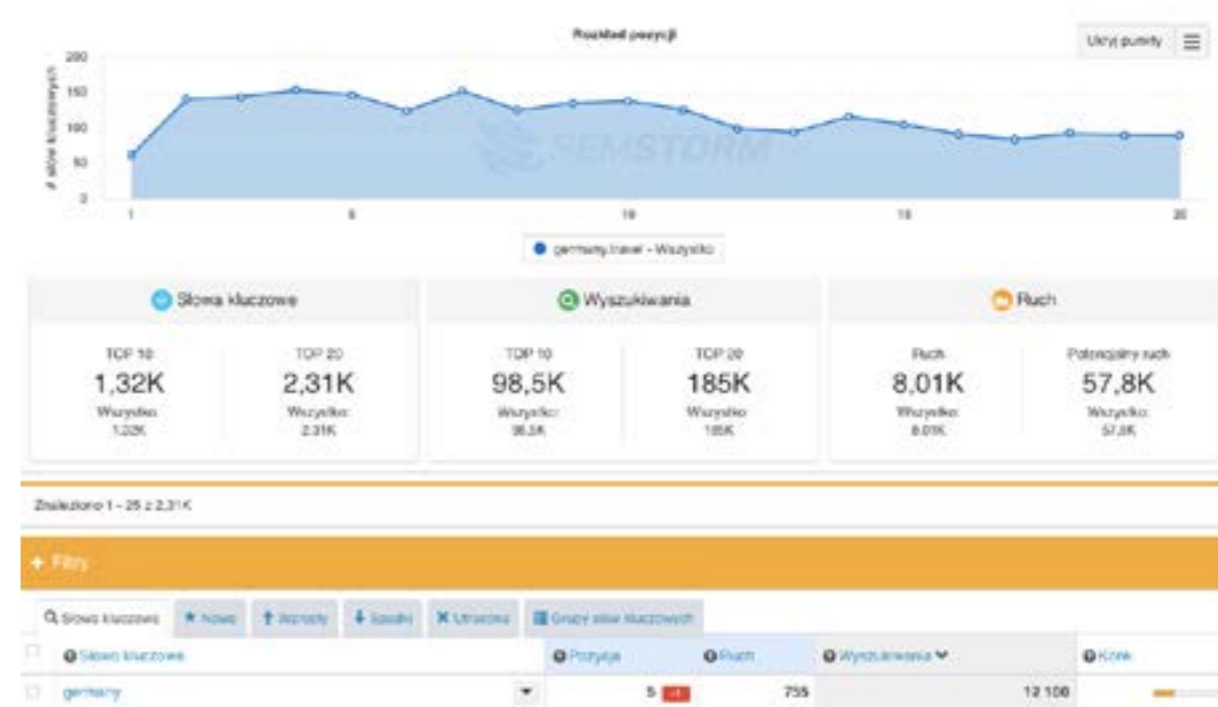 Rozkład pozycji
Ukryj punkty
# słów kluczowych
200
150
100
50
0
1
5
10
15
20
SEMSTORM
germany.travel - Wszystko
Słowa kluczowe
Wyszukiwania
Ruch
TOP 10
TOP 20
TOP 10
TOP 20
Ruch
Potencjalny ruch
1,32K
2,31K
98,5K
185K
8,01K
57,8K
Wszystko:
Wszystko:
Wszystko:
Wszystko:
Wszystko:
Wszystko:
1.32K
2.31K
98.5K
185K
8.01K
57.8K
Znaleziono 1 - 25 z 2,31K
+ Filtry
Słowa kluczowe
Nowe
Wzrosty
Spadki
Utracone
Grupy słów kluczowych
Słowo kluczowe
Pozycja
Ruch
Wyszukiwania
Konk
germany
5
-1
755
12 100